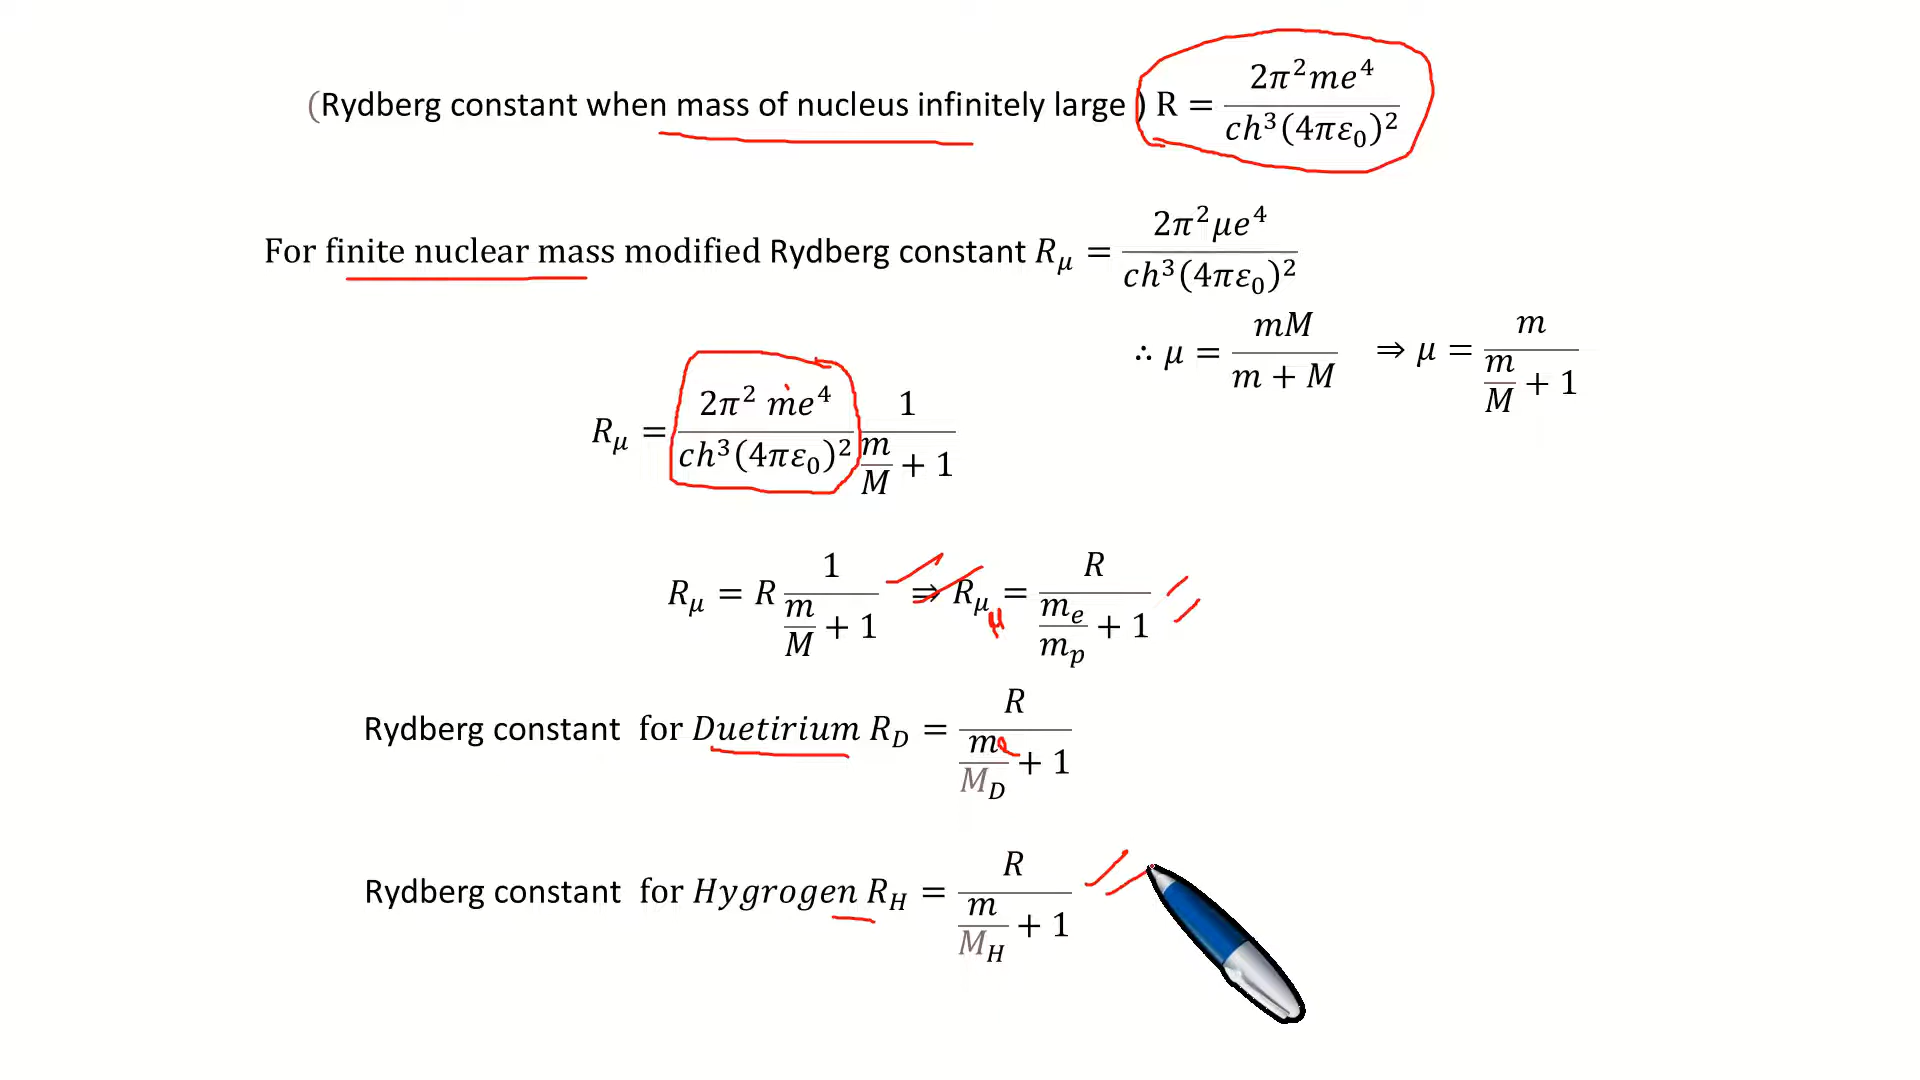 (Rydberg constant when mass of nucleus infinitely large ) R = 2π²me⁴ / ch³(4πε₀)²
For finite nuclear mass modified Rydberg constant R_μ = 2π²μe⁴ / ch³(4πε₀)²
∴ μ = mM / m + M ⇒ μ = m / m/M + 1
R_μ = 2π² me⁴ / ch³(4πε₀)² 1 / m/M + 1
R_μ = R 1 / m/M + 1 ⇒ R_μ = R / m_e/m_p + 1
μ
Rydberg constant for Duetirium R_D = R / m_e/M_D + 1
Rydberg constant for Hygrogen R_H = R / m/M_H + 1